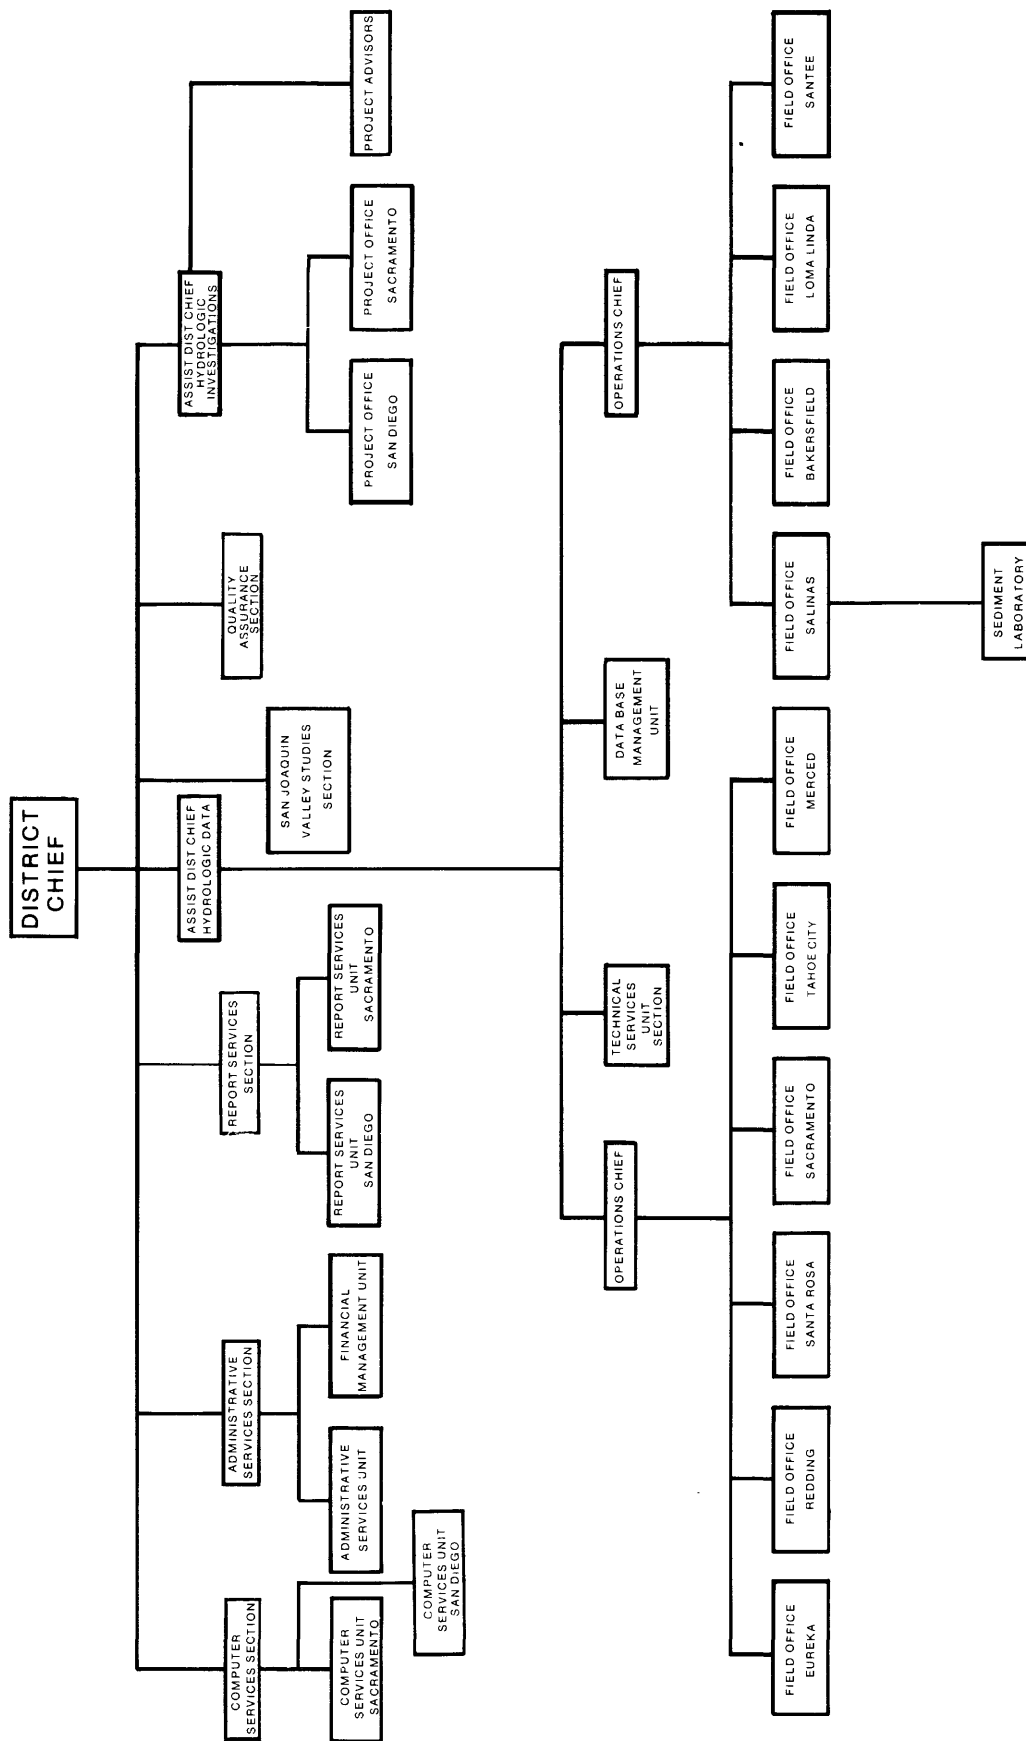 DISTRICT
CHIEF
COMPUTER
SERVICES SECTION
COMPUTER
SERVICES UNIT
SACRAMENTO
COMPUTER
SERVICES UNIT
SAN DIEGO
ADMINISTRATIVE
SERVICES SECTION
ADMINISTRATIVE
SERVICES UNIT
FINANCIAL
MANAGEMENT UNIT
REPORT SERVICES
SECTION
REPORT SERVICES
UNIT
SAN DIEGO
REPORT SERVICES
UNIT
SACRAMENTO
ASSIST DIST CHIEF
HYDROLOGIC DATA
SAN JOAQUIN
VALLEY STUDIES
SECTION
QUALITY
ASSURANCE
SECTION
ASSIST DIST CHIEF
HYDROLOGIC
INVESTIGATIONS
PROJECT OFFICE
SAN DIEGO
PROJECT OFFICE
SACRAMENTO
PROJECT ADVISORS
OPERATIONS CHIEF
TECHNICAL
SERVICES
UNIT
SECTION
DATA BASE
MANAGEMENT
UNIT
OPERATIONS CHIEF
FIELD OFFICE
EUREKA
FIELD OFFICE
REDDING
FIELD OFFICE
SANTA ROSA
FIELD OFFICE
SACRAMENTO
FIELD OFFICE
TAHOE CITY
FIELD OFFICE
MERCED
FIELD OFFICE
SALINAS
FIELD OFFICE
BAKERSFIELD
FIELD OFFICE
LOMA LINDA
FIELD OFFICE
SANTEE
SEDIMENT
LABORATORY